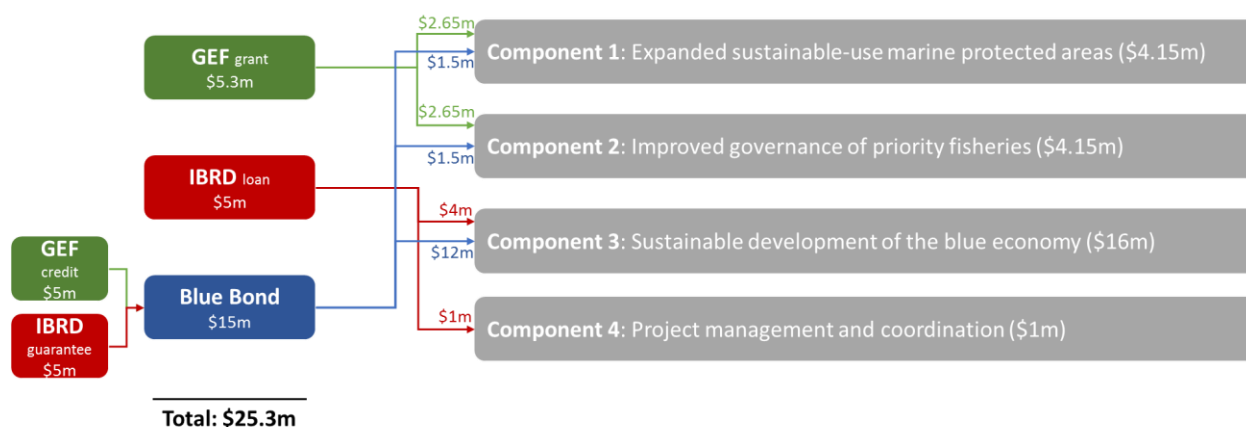 GEF grant
$5.3m
IBRD loan
$5m
GEF
credit
$5m
IBRD
guarantee
$5m
Blue Bond
$15m
Total: $25.3m
$2.65m
$1.5m
Component 1: Expanded sustainable-use marine protected areas ($4.15m)
$2.65m
$1.5m
Component 2: Improved governance of priority fisheries ($4.15m)
$4m
$12m
Component 3: Sustainable development of the blue economy ($16m)
$1m
Component 4: Project management and coordination ($1m)